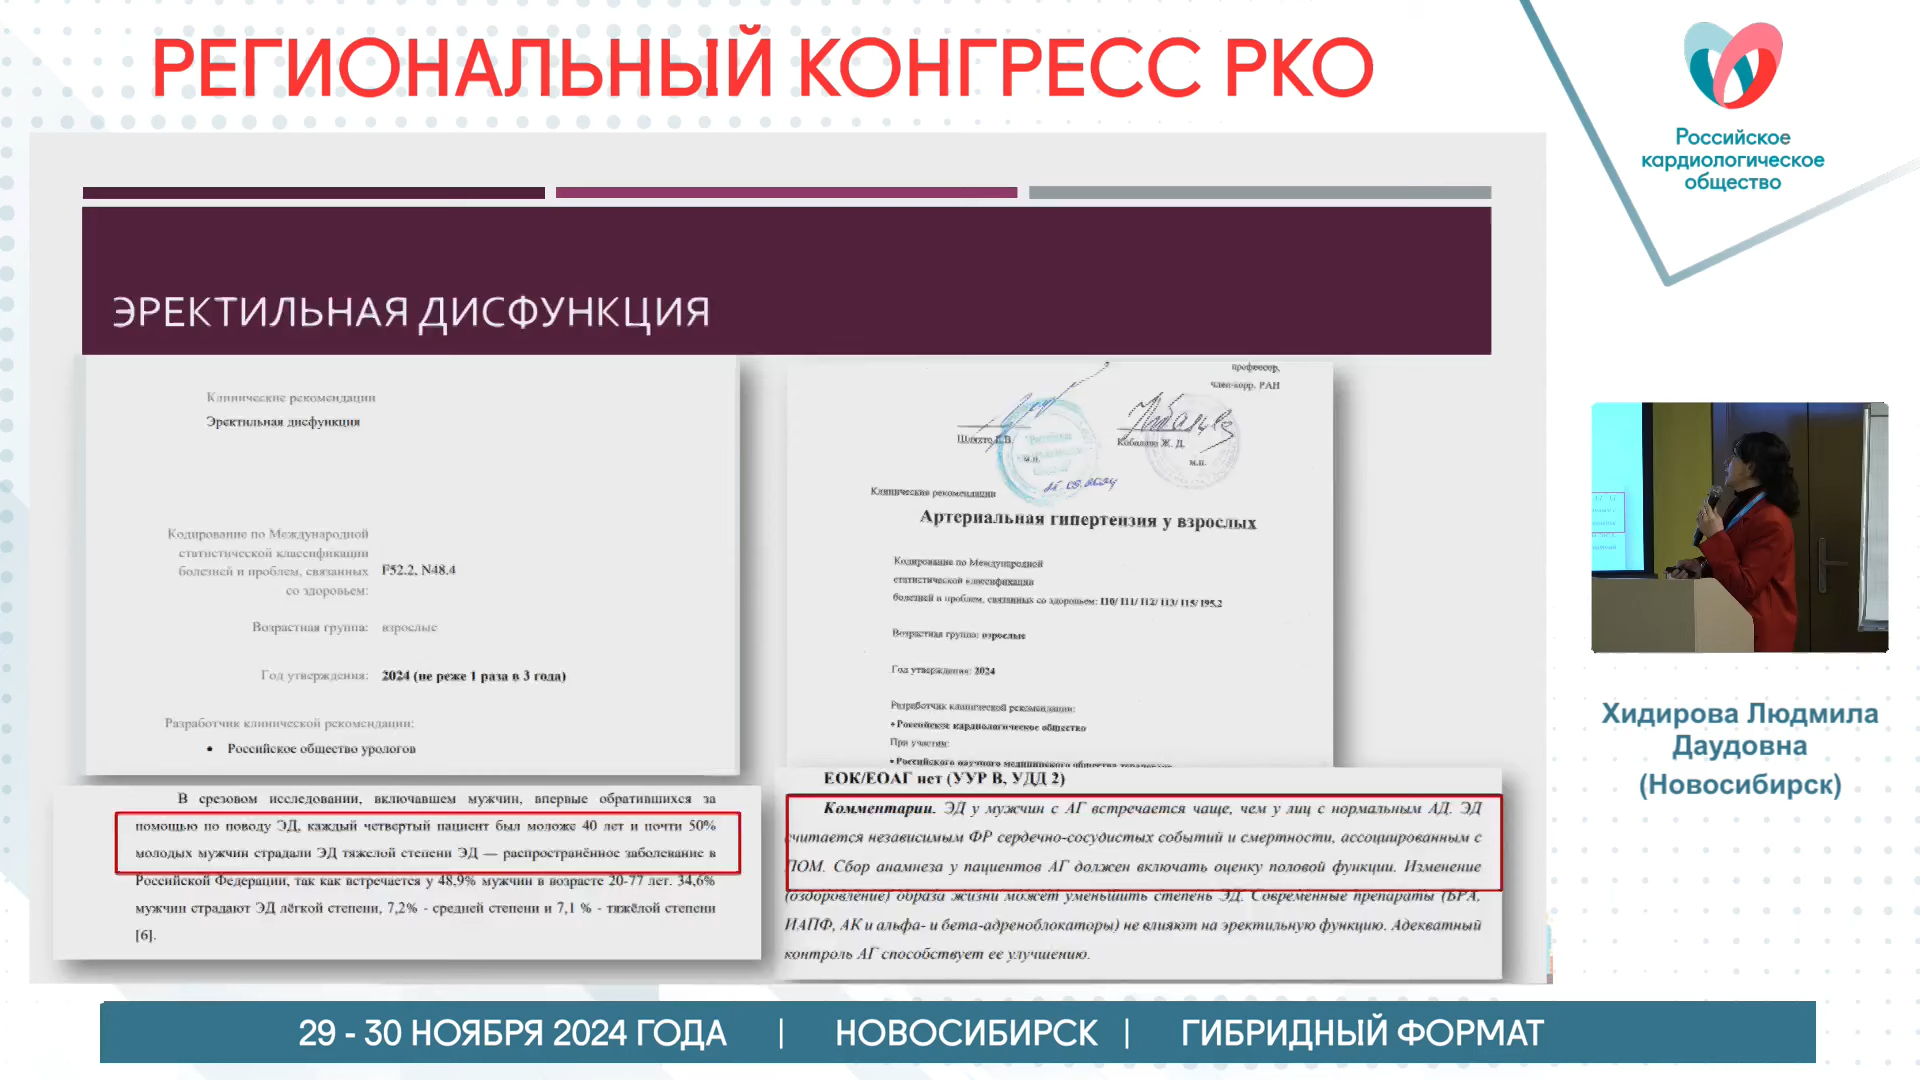 РЕГИОНАЛЬНЫЙ КОНГРЕСС РКО
Российское
кардиологическое
общество
ЭРЕКТИЛЬНАЯ ДИСФУНКЦИЯ
Клинические рекомендации
Эректильная дисфункция
Кодирование по Международной
статистической классификации
болезней и проблем, связанных
со здоровьем:
F52.2, N48.4
Возрастная группа: взрослые
Год утверждения: 2024 (не реже 1 раза в 3 года)
Разработчик клинической рекомендации:
• Российское общество урологов
В срезовом исследовании, включавшем мужчин, впервые обратившихся за
помощью по поводу ЭД, каждый четвертый пациент был моложе 40 лет и почти 50%
молодых мужчин страдали ЭД тяжелой степени ЭД — распространённое заболевание в
Российской Федерации, так как встречается у 48,9% мужчин в возрасте 20-77 лет. 34,6%
мужчин страдают ЭД лёгкой степени, 7,2% - средней степени и 7,1 % - тяжёлой степени
[6].
профессор,
член-корр. РАН
Шляхто Е.В.
Кобалава Ж. Д.
м.п.
м.п.
Клинические рекомендации
Артериальная гипертензия у взрослых
Кодирование по Международной
статистической классификации
болезней и проблем, связанных со здоровьем: I10/ I11/ I12/ I13/ I15/ I95.2
Возрастная группа: взрослые
Год утверждения: 2024
Разработчик клинической рекомендации:
• Российское кардиологическое общество
При участии:
• Российского научного медицинского общества терапевтов
ЕОК/ЕОАГ нет (УУР В, УДД 2)
Комментарии. ЭД у мужчин с АГ встречается чаще, чем у лиц с нормальным АД. ЭД
считается независимым ФР сердечно-сосудистых событий и смертности, ассоциированным с
ПОМ. Сбор анамнеза у пациентов АГ должен включать оценку половой функции. Изменение
(оздоровление) образа жизни может уменьшить степень ЭД. Современные препараты (БРА,
ИАПФ, АК и альфа- и бета-адреноблокаторы) не влияют на эректильную функцию. Адекватный
контроль АГ способствует ее улучшению.
Хидирова Людмила
Даудовна
(Новосибирск)
29 - 30 НОЯБРЯ 2024 ГОДА | НОВОСИБИРСК | ГИБРИДНЫЙ ФОРМАТ